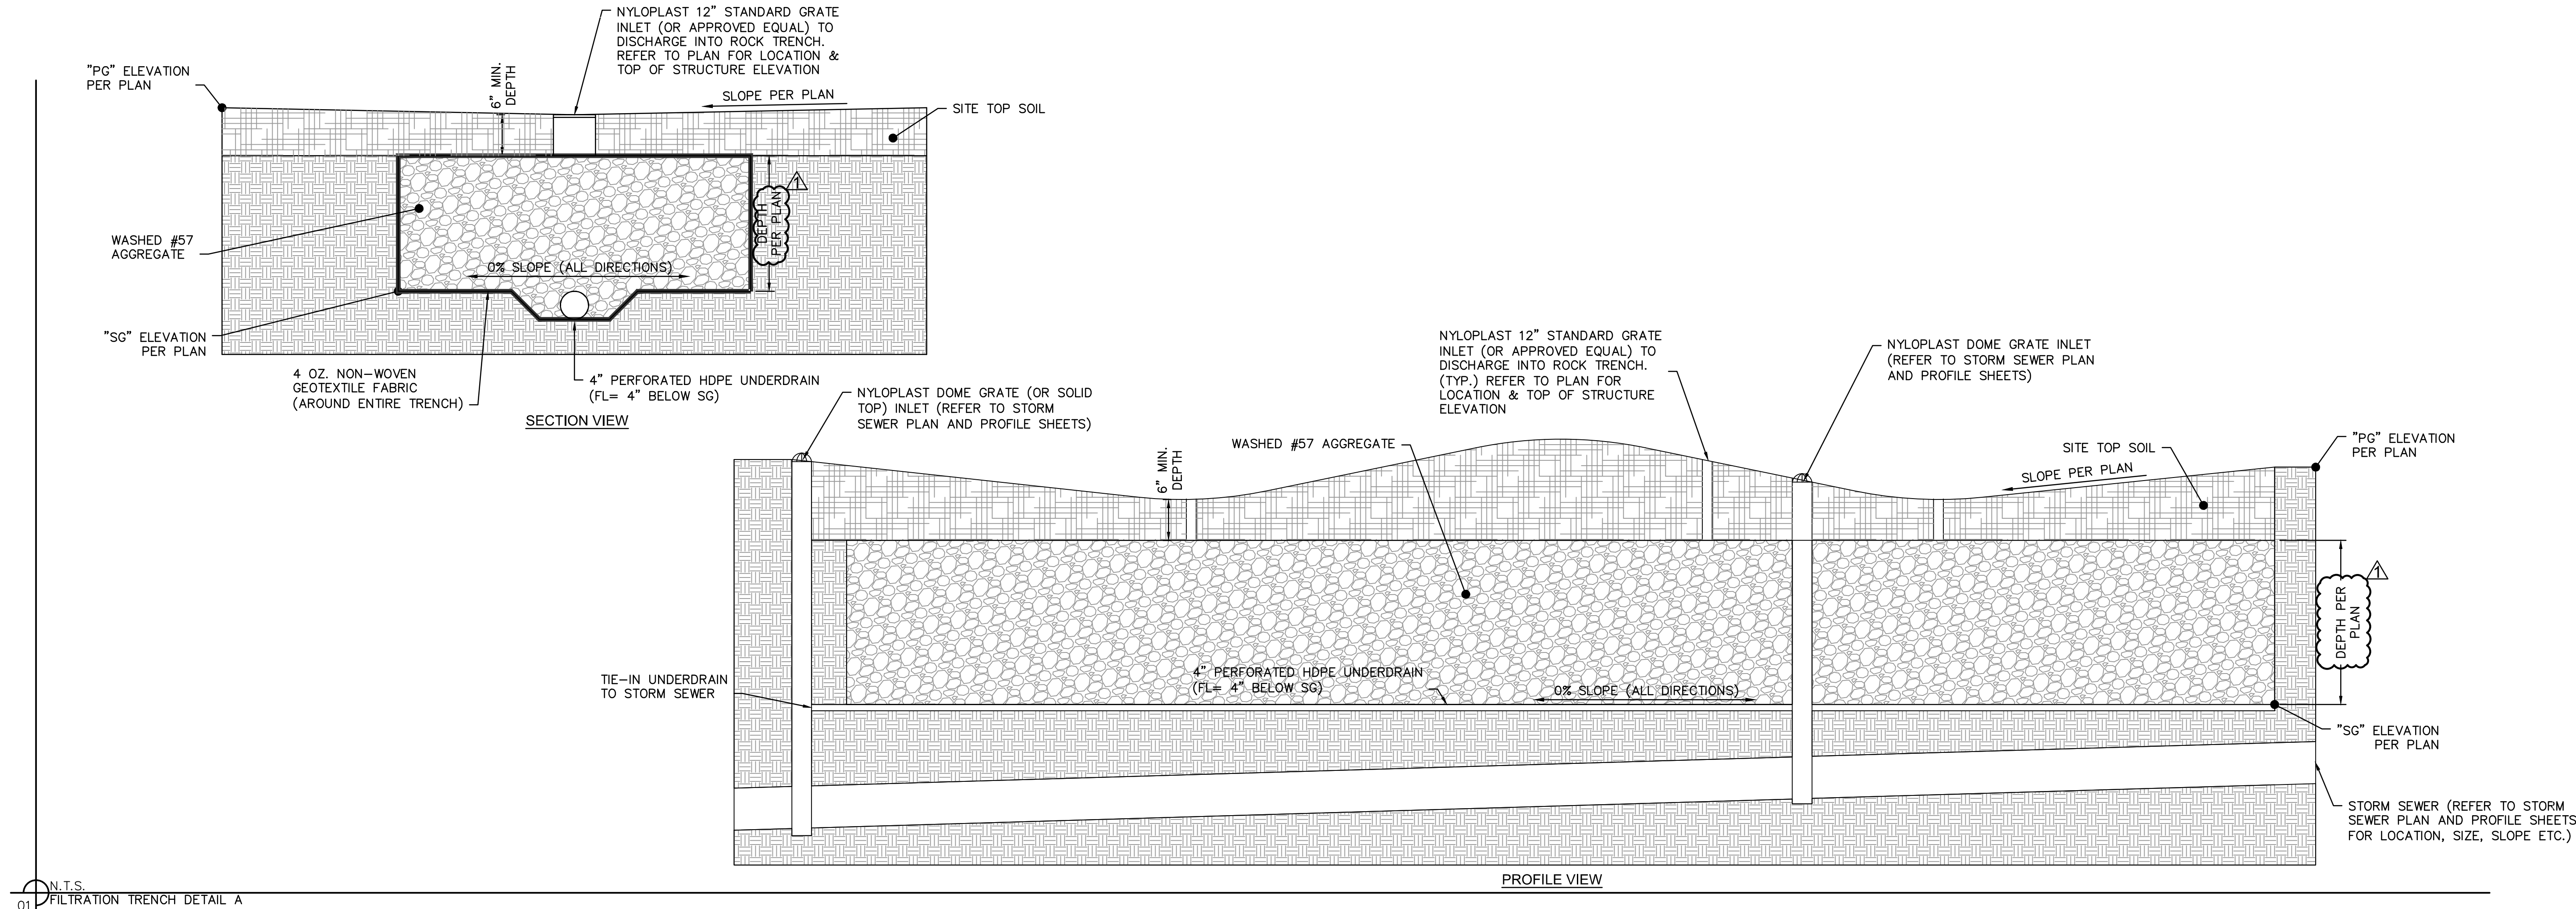 NYLOPLAST 12" STANDARD GRATE
INLET (OR APPROVED EQUAL) TO
DISCHARGE INTO ROCK TRENCH.
REFER TO PLAN FOR LOCATION &
TOP OF STRUCTURE ELEVATION
"PG" ELEVATION
PER PLAN
6" MIN.
DEPTH
SLOPE PER PLAN
SITE TOP SOIL
WASHED #57
AGGREGATE
DEPTH
PER PLAN
1
0% SLOPE (ALL DIRECTIONS)
"SG" ELEVATION
PER PLAN
4 OZ. NON-WOVEN
GEOTEXTILE FABRIC
(AROUND ENTIRE TRENCH)
4" PERFORATED HDPE UNDERDRAIN
(FL= 4" BELOW SG)
SECTION VIEW
NYLOPLAST DOME GRATE (OR SOLID
TOP) INLET (REFER TO STORM
SEWER PLAN AND PROFILE SHEETS)
WASHED #57 AGGREGATE
NYLOPLAST 12" STANDARD GRATE
INLET (OR APPROVED EQUAL) TO
DISCHARGE INTO ROCK TRENCH.
(TYP.) REFER TO PLAN FOR
LOCATION & TOP OF STRUCTURE
ELEVATION
NYLOPLAST DOME GRATE INLET
(REFER TO STORM SEWER PLAN
AND PROFILE SHEETS)
SITE TOP SOIL
"PG" ELEVATION
PER PLAN
SLOPE PER PLAN
6" MIN.
DEPTH
DEPTH PER
PLAN
1
TIE-IN UNDERDRAIN
TO STORM SEWER
4" PERFORATED HDPE UNDERDRAIN
(FL= 4" BELOW SG)
0% SLOPE (ALL DIRECTIONS)
"SG" ELEVATION
PER PLAN
STORM SEWER (REFER TO STORM
SEWER PLAN AND PROFILE SHEETS
FOR LOCATION, SIZE, SLOPE ETC.)
PROFILE VIEW
N.T.S.
FILTRATION TRENCH DETAIL A
01